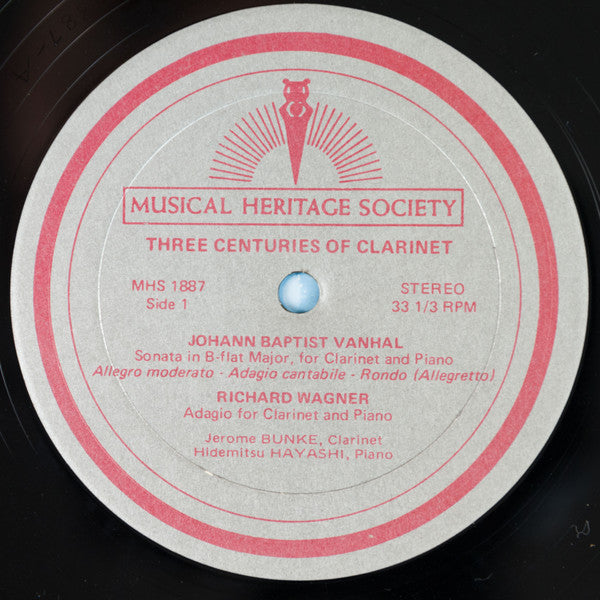 MUSICAL HERITAGE SOCIETY
THREE CENTURIES OF CLARINET
MHS 1887 STEREO
Side 1 33 1/3 RPM
JOHANN BAPTIST VANHAL
Sonata in B-flat Major, for Clarinet and Piano
Allegro moderato - Adagio cantabile - Rondo (Allegretto)
RICHARD WAGNER
Adagio for Clarinet and Piano
Jerome BUNKE, Clarinet
Hidemitsu HAYASHI, Piano